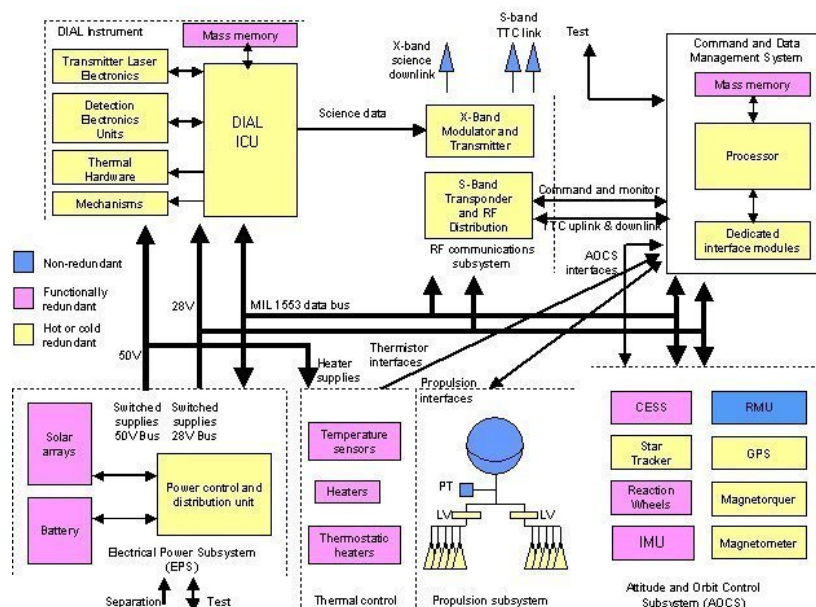 DIAL Instrument
Mass memory
Transmitter Laser
Electronics
Detection
Electronics
Units
Thermal
Hardware
Mechanisms
DIAL
ICU
Science data
X-band
science
downlink
S-band
TTC link
X-Band
Modulator and
Transmitter
S-Band
Transponder
and RF
Distribution
RF communications
subsystem
Test
Command and Data
Management System
Mass memory
Processor
Dedicated
interface modules
Command and monitor
TTC uplink & downlink
AOCS
interfaces
Non-redundant
Functionally
redundant
Hot or cold
redundant
50V
28V
MIL 1553 data bus
Heater
supplies
Thermistor
interfaces
Propulsion
interfaces
Switched
supplies
50V Bus
Switched
supplies
28V Bus
Solar
arrays
Battery
Power control and
distribution unit
Electrical Power Subsystem
(EPS)
Separation
Test
Temperature
sensors
Heaters
Thermostatic
heaters
Thermal control
PT
LV
LV
Propulsion subsystem
CESS
RMU
Star
Tracker
GPS
Reaction
Wheels
Magnetorquer
IMU
Magnetometer
Attitude and Orbit Control
Subsystem (AOCS)